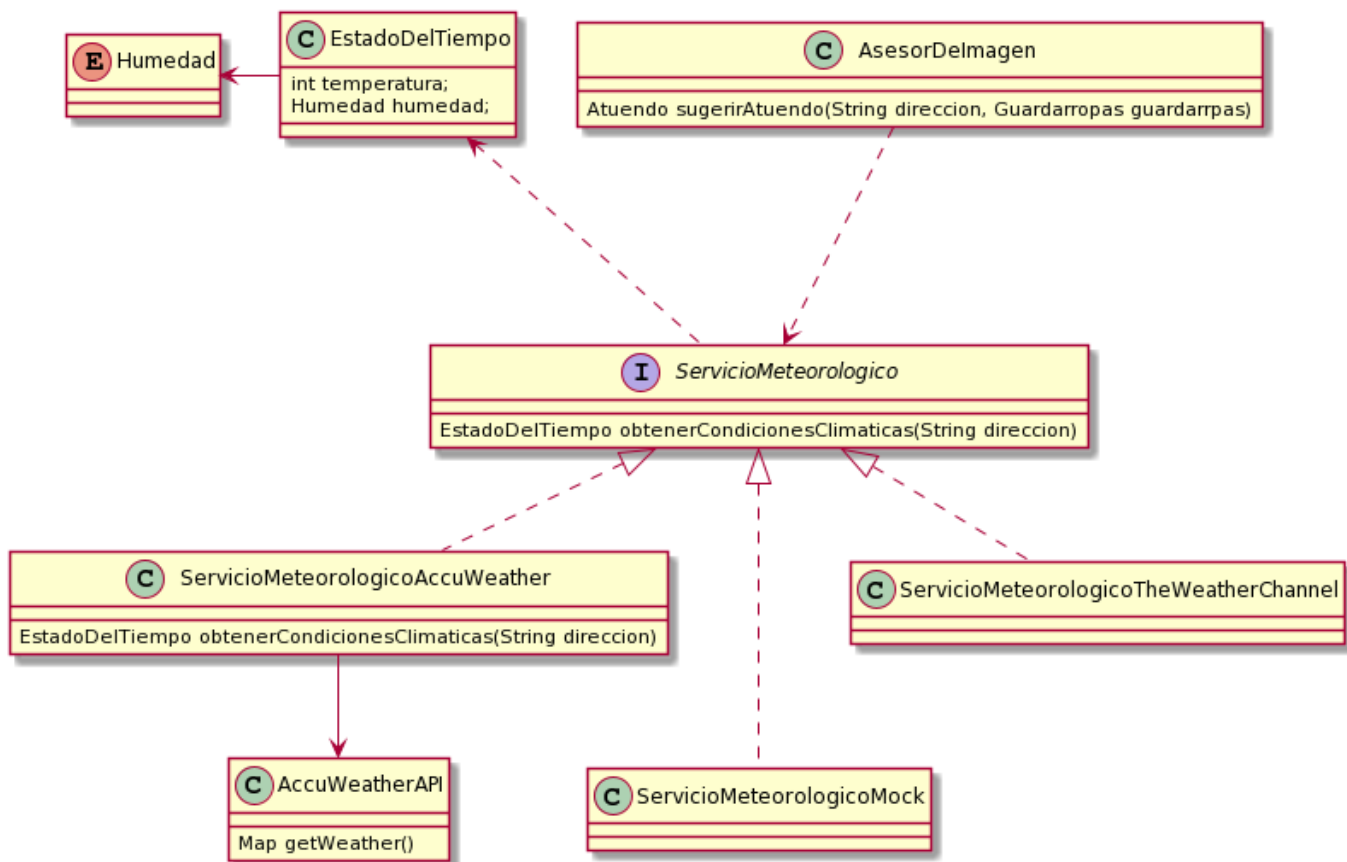 E Humedad
C EstadoDelTiempo
int temperatura;
Humedad humedad;
C AsesorDeImagen
Atuendo sugerirAtuendo(String direccion, Guardarropas guardarrpas)
I ServicioMeteorologico
EstadoDelTiempo obtenerCondicionesClimaticas(String direccion)
C ServicioMeteorologicoAccuWeather
EstadoDelTiempo obtenerCondicionesClimaticas(String direccion)
C ServicioMeteorologicoTheWeatherChannel
C AccuWeatherAPI
Map getWeather()
C ServicioMeteorologicoMock